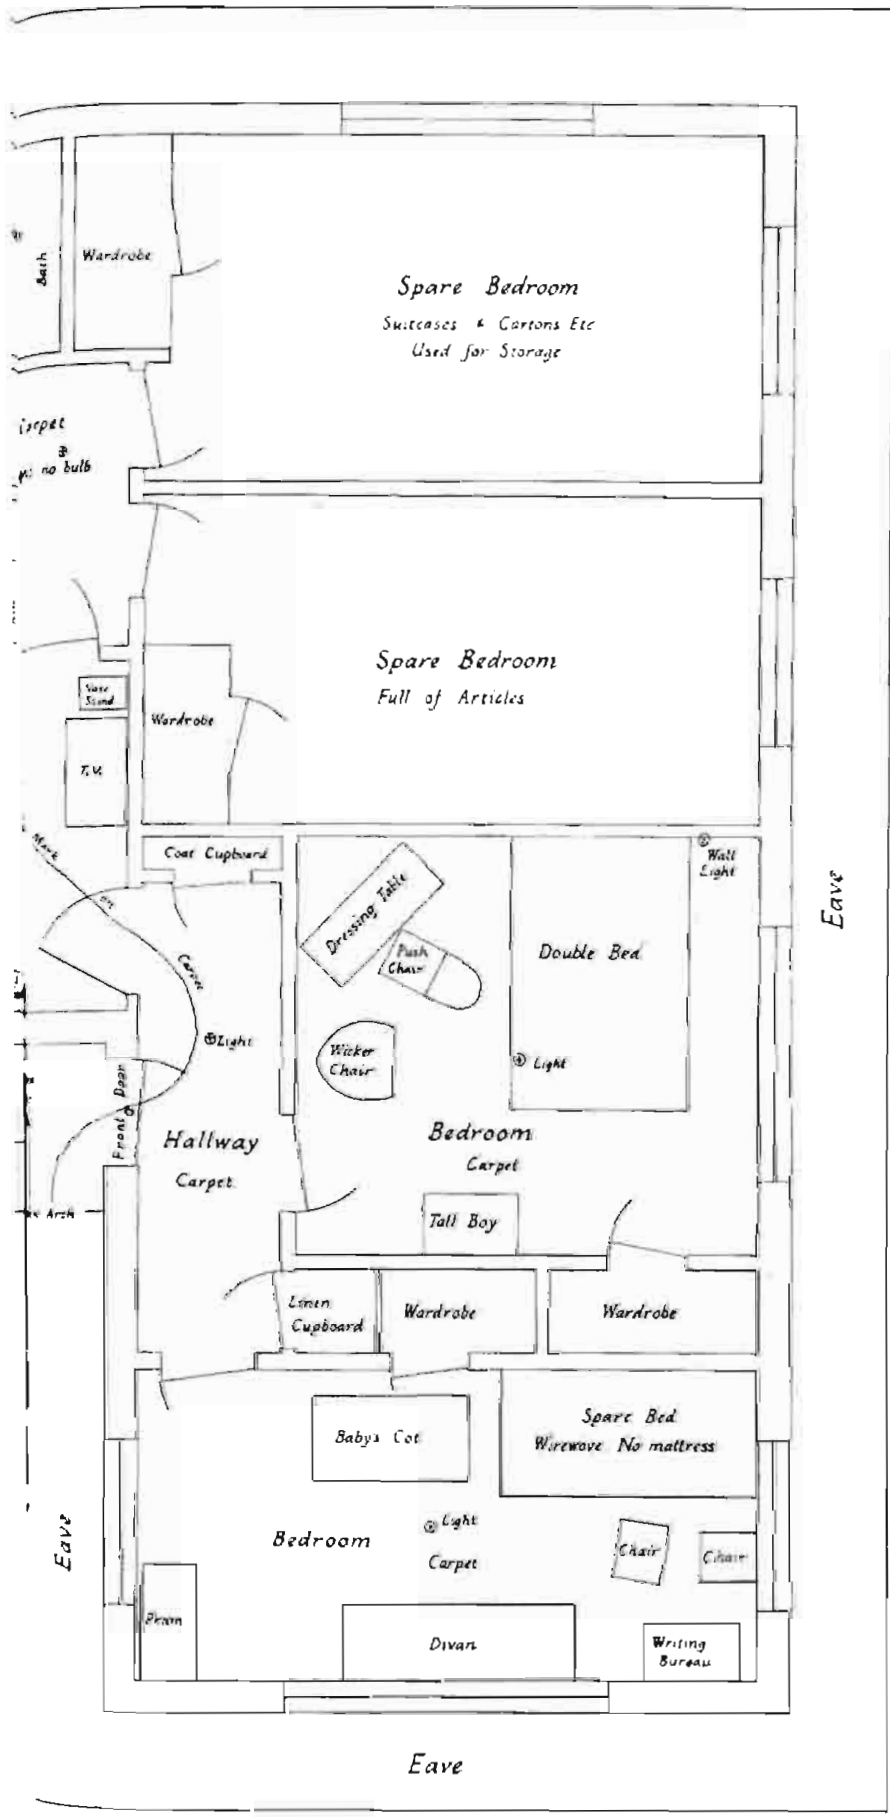 Bath
Wardrobe
Spare Bedroom
Suitcases & Cartons Etc
Used for Storage
no bulb
Spare Bedroom
Full of Articles
Vase
Stand
Wardrobe
T.V.
Mark
on
Carpet
Coat Cupboard
Wall
Light
Dressing Table
Push
Chair
Double Bed
Eave
Light
Wicker
Chair
Light
Front Door
Hallway
Carpet
Bedroom
Carpet
Arch
Tall Boy
Linen
Cupboard
Wardrobe
Wardrobe
Baby's Cot
Spare Bed
Wirewove No mattress
Light
Bedroom
Carpet
Chair
Chair
Eave
Pram
Divan
Writing
Bureau
Eave